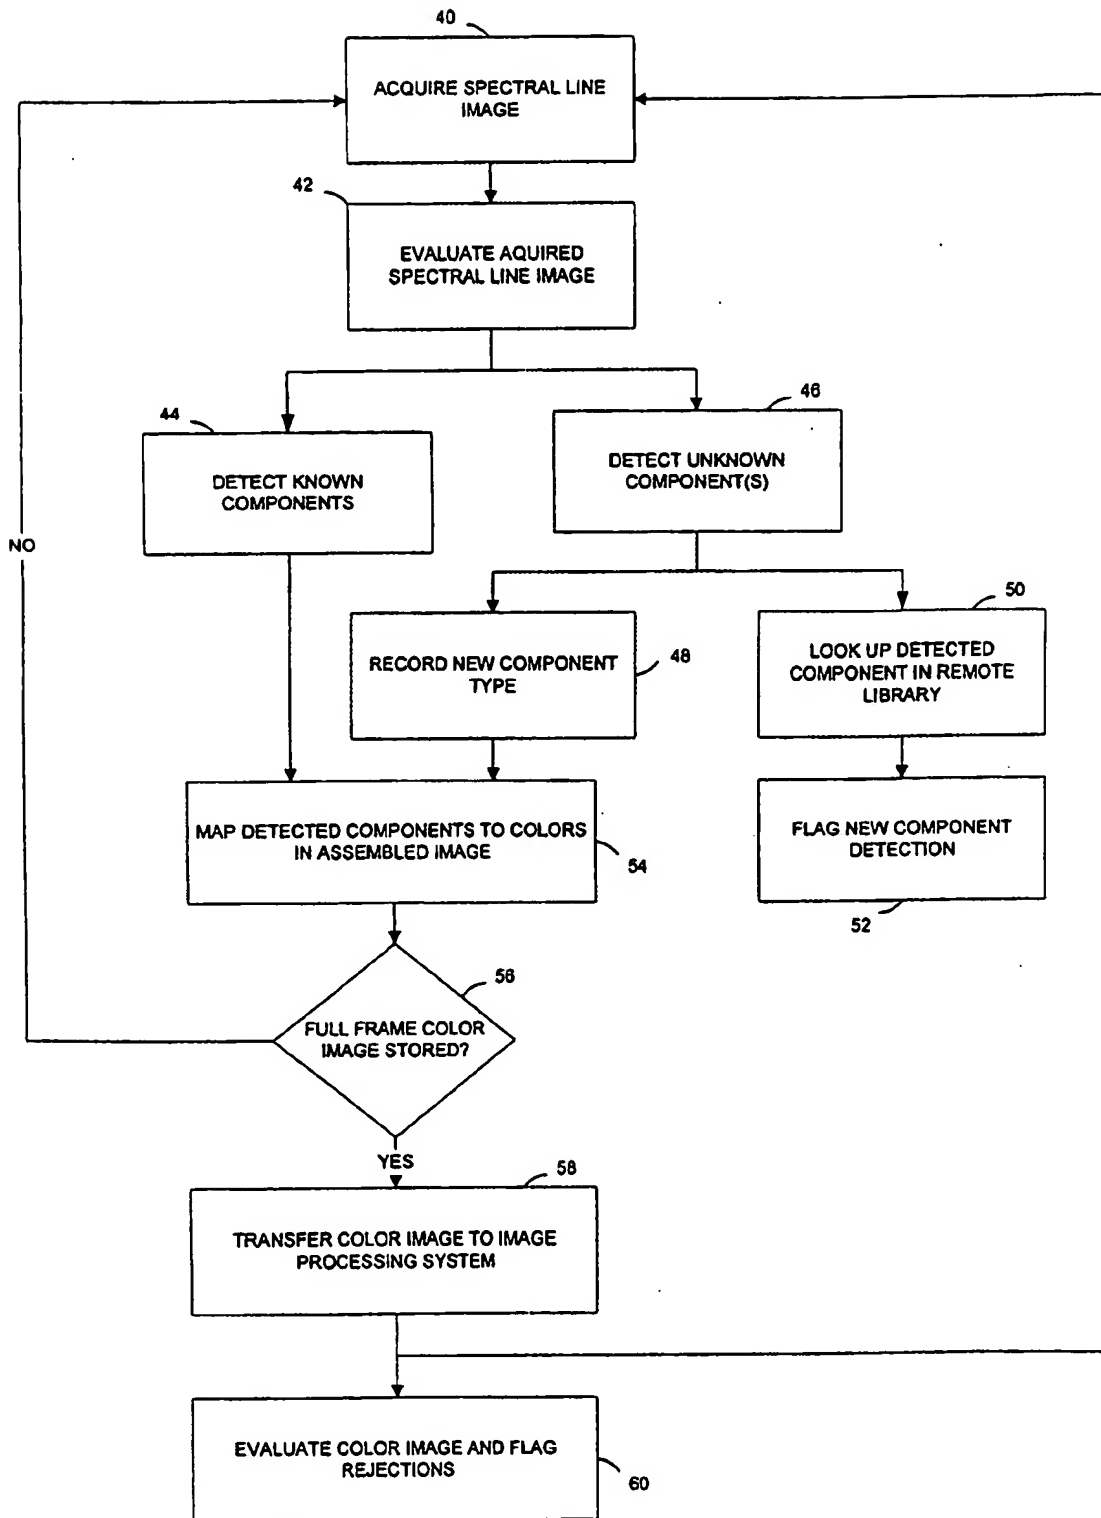 40
ACQUIRE SPECTRAL LINE
IMAGE
42
EVALUATE AQUIRED
SPECTRAL LINE IMAGE
44
DETECT KNOWN
COMPONENTS
46
DETECT UNKNOWN
COMPONENT(S)
NO
RECORD NEW COMPONENT
TYPE
48
50
LOOK UP DETECTED
COMPONENT IN REMOTE
LIBRARY
MAP DETECTED COMPONENTS TO COLORS
IN ASSEMBLED IMAGE
54
FLAG NEW COMPONENT
DETECTION
52
56
FULL FRAME COLOR
IMAGE STORED?
YES
58
TRANSFER COLOR IMAGE TO IMAGE
PROCESSING SYSTEM
EVALUATE COLOR IMAGE AND FLAG
REJECTIONS
60